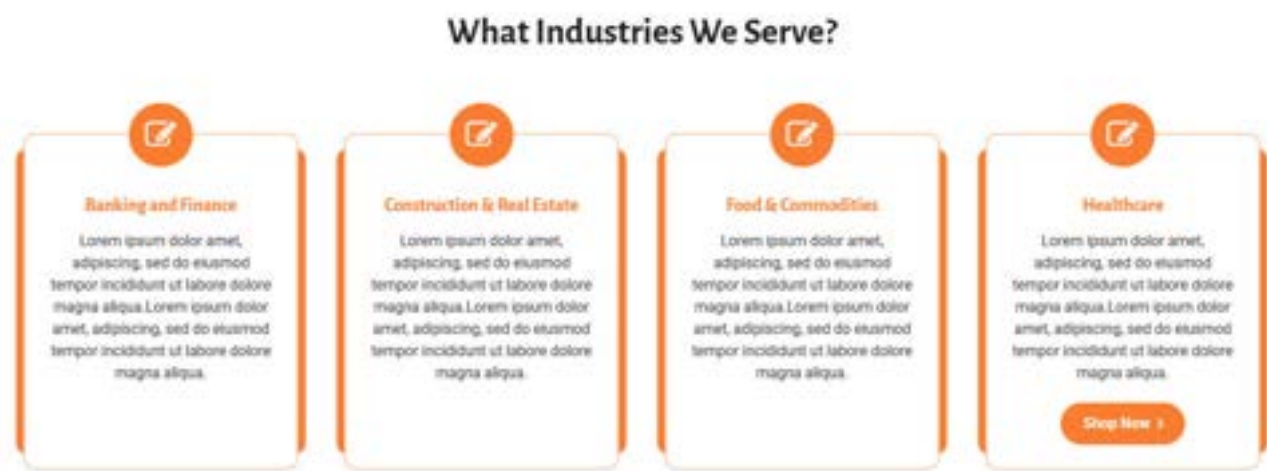 What Industries We Serve?
Banking and Finance
Lorem ipsum dolor amet,
adipiscing, sed do eiusmod
tempor incididunt ut labore dolore
magna aliqua.Lorem ipsum dolor
amet, adipiscing, sed do eiusmod
tempor incididunt ut labore dolore
magna aliqua.
Construction & Real Estate
Lorem ipsum dolor amet,
adipiscing, sed do eiusmod
tempor incididunt ut labore dolore
magna aliqua.Lorem ipsum dolor
amet, adipiscing, sed do eiusmod
tempor incididunt ut labore dolore
magna aliqua.
Food & Commodities
Lorem ipsum dolor amet,
adipiscing, sed do eiusmod
tempor incididunt ut labore dolore
magna aliqua.Lorem ipsum dolor
amet, adipiscing, sed do eiusmod
tempor incididunt ut labore dolore
magna aliqua.
Healthcare
Lorem ipsum dolor amet,
adipiscing, sed do eiusmod
tempor incididunt ut labore dolore
magna aliqua.Lorem ipsum dolor
amet, adipiscing, sed do eiusmod
tempor incididunt ut labore dolore
magna aliqua.
Shop Now